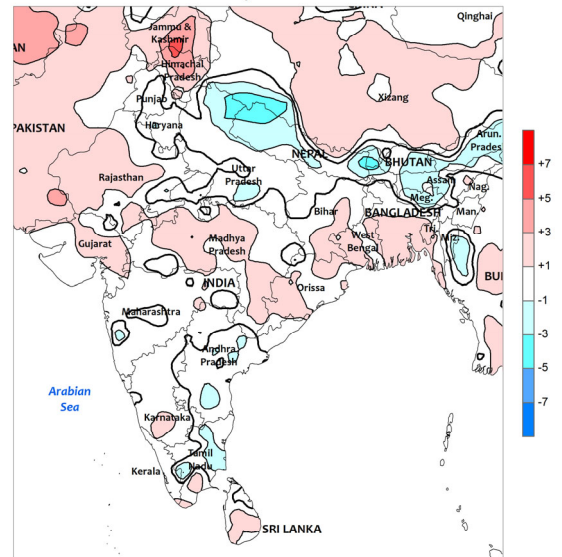 Qinghai
Jammu &
Kashmir
AN
Himachal
Pradesh
Xizang
Punjab
Haryana
PAKISTAN
Arun.
Prades
NEPAL
BHUTAN
Rajasthan
Uttar
Pradesh
Assam
Nag.
Meg.
Bihar
BANGLADESH
Man.
Tri.
Miz.
West
Bengal
Gujarat
Madhya
Pradesh
BU
INDIA
Orissa
Maharashtra
Andhra
Pradesh
Arabian
Sea
Karnataka
Tamil
Nadu
Kerala
SRI LANKA
+7
+5
+3
+1
-1
-3
-5
-7